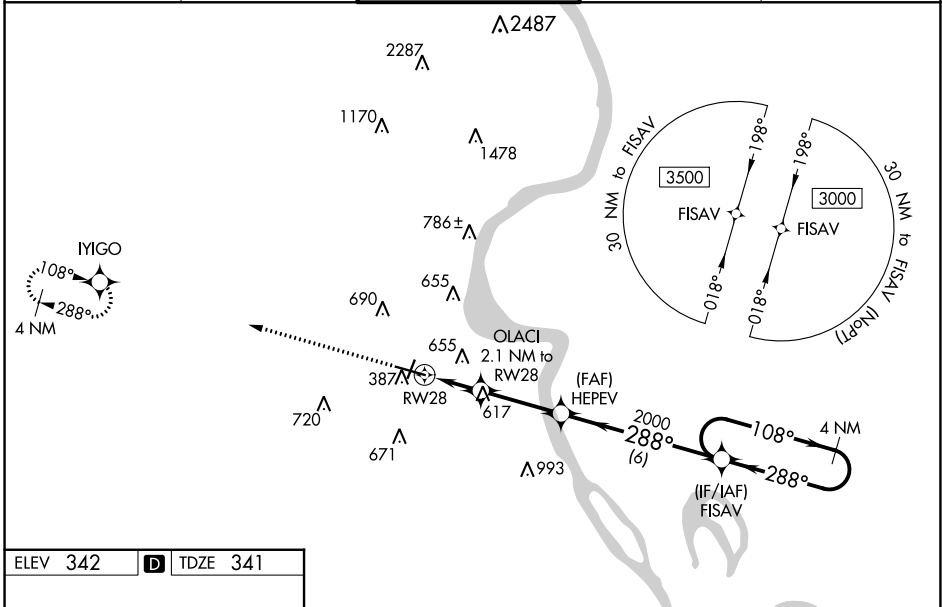 2487
2287
1170
1478
786±
IYIGO
108°
288°
4 NM
655
690
OLACI
2.1 NM to
RW28
655
387
RW28
617
720
671
(FAF)
HEPEV
2000
288°
(6)
993
108°
4 NM
288°
(IF/IAF)
FISAV
30 NM to FISAV
3500
198°
FISAV
018°
198°
3000
FISAV
018°
30 NM to FISAV (NoPT)
ELEV 342 D TDZE 341